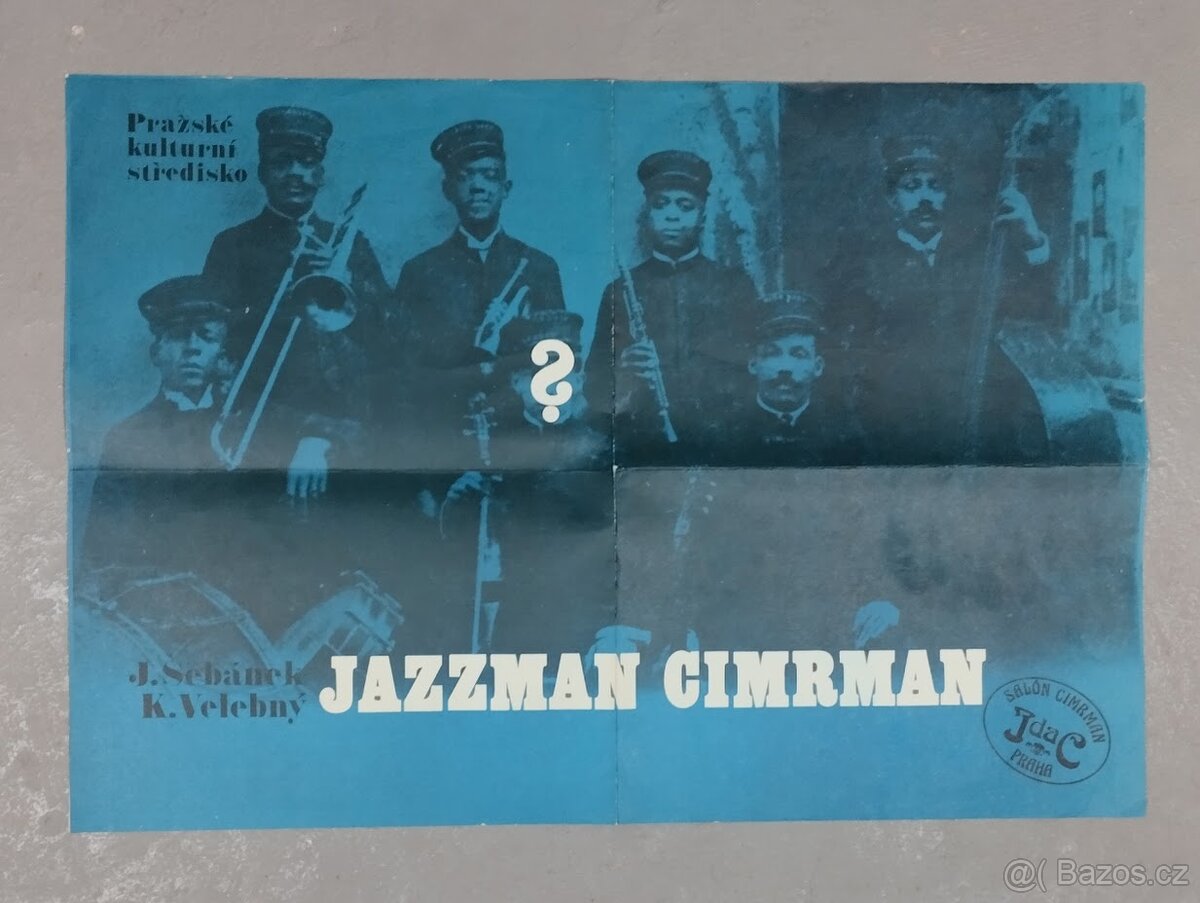 Pražské
kulturní
středisko
?
J. Šebánek
K. Velebný
JAZZMAN CIMRMAN
SALÓN CIMRMAN
JdaC
PRAHA
@( Bazos.cz